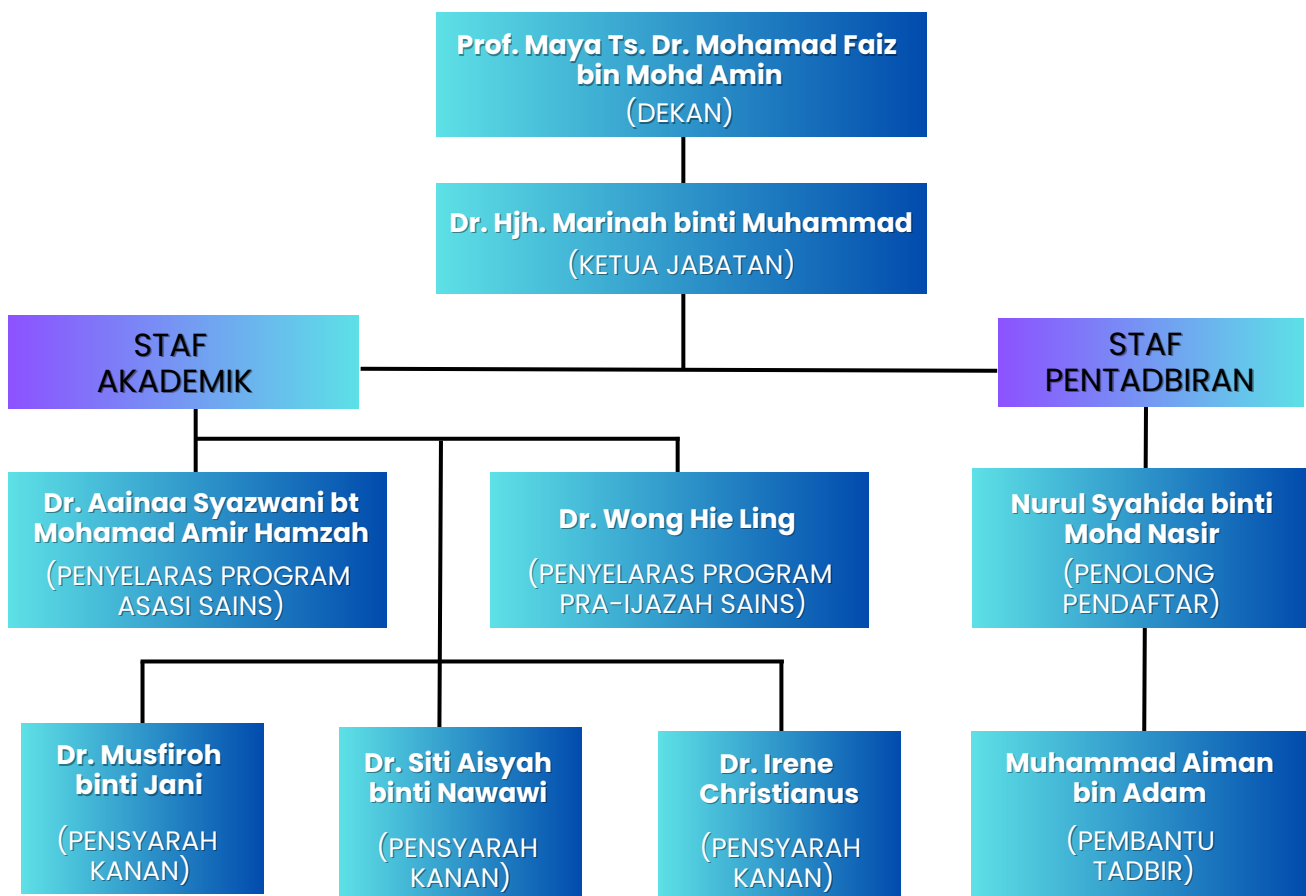 Prof. Maya Ts. Dr. Mohamad Faiz
bin Mohd Amin
(DEKAN)
Dr. Hjh. Marinah binti Muhammad
(KETUA JABATAN)
STAF
AKADEMIK
STAF
PENTADBIRAN
Dr. Aainaa Syazwani bt
Mohamad Amir Hamzah
(PENYELARAS PROGRAM
ASASI SAINS)
Dr. Wong Hie Ling
(PENYELARAS PROGRAM
PRA-IJAZAH SAINS)
Nurul Syahida binti
Mohd Nasir
(PENOLONG
PENDAFTAR)
Dr. Musfiroh
binti Jani
(PENSYARAH
KANAN)
Dr. Siti Aisyah
binti Nawawi
(PENSYARAH
KANAN)
Dr. Irene
Christianus
(PENSYARAH
KANAN)
Muhammad Aiman
bin Adam
(PEMBANTU
TADBIR)